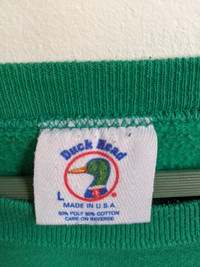 Duck Head
L
MADE IN U.S.A.
50% POLY 50% COTTON
CARE ON REVERSE